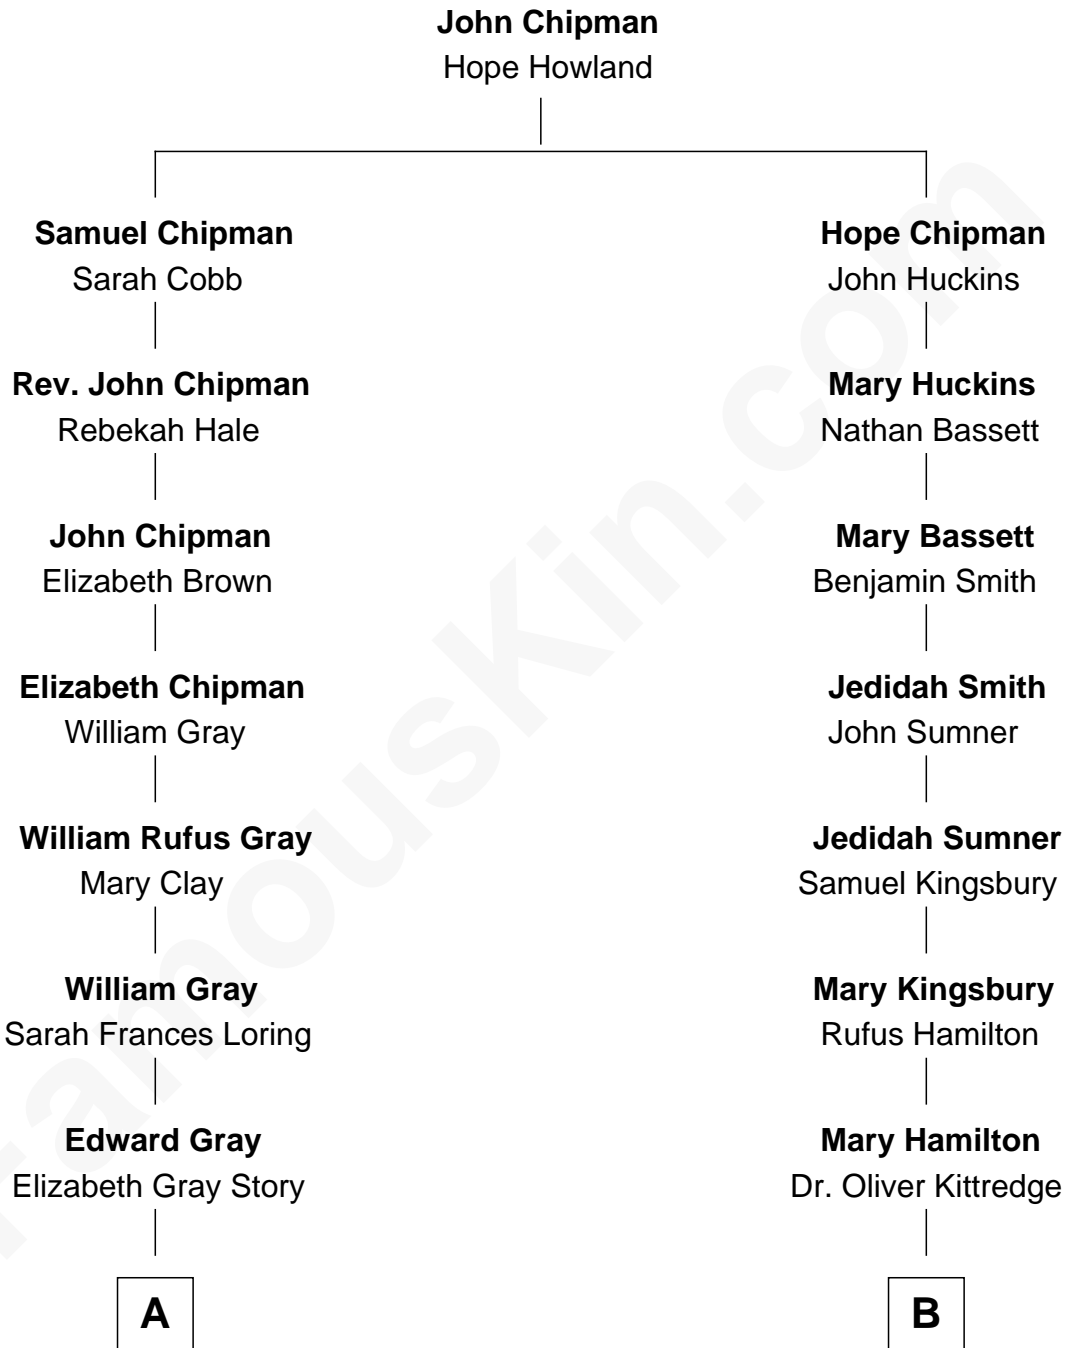 John Chipman
Hope Howland
Samuel Chipman
Sarah Cobb
Hope Chipman
John Huckins
Rev. John Chipman
Rebekah Hale
Mary Huckins
Nathan Bassett
John Chipman
Elizabeth Brown
Mary Bassett
Benjamin Smith
Elizabeth Chipman
William Gray
Jedidah Smith
John Sumner
William Rufus Gray
Mary Clay
Jedidah Sumner
Samuel Kingsbury
William Gray
Sarah Frances Loring
Mary Kingsbury
Rufus Hamilton
Edward Gray
Elizabeth Gray Story
Mary Hamilton
Dr. Oliver Kittredge
A
B
FamousKin.com